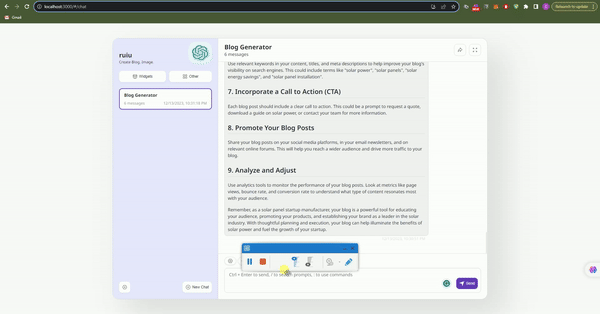 localhost:3000/#/chat
Relaunch to update
Gmail
ruiu
Create Blog, Image.
Widgets
Other
Blog Generator
6 messages
New Chat
Blog Generator
6 messages
Use relevant keywords in your content, titles, and meta descriptions to help improve your blog's
visibility on search engines. This could include terms like "solar power", "solar panels", "solar
energy savings", and "solar panel installation".
7. Incorporate a Call to Action (CTA)
Each blog post should include a clear call to action. This could be a prompt to request a quote,
download a guide on solar power, or contact your team for more information.
8. Promote Your Blog Posts
Share your blog posts on your social media platforms, in your email newsletters, and on
relevant online forums. This will help you reach a wider audience and drive more traffic to your
blog.
9. Analyze and Adjust
Use analytics tools to monitor the performance of your blog posts. Look at metrics like page
views, bounce rate, and conversion rate to understand what type of content resonates most
with your audience.
Remember, as a solar panel startup manufacturer, your blog is a powerful tool for educating
your audience, promoting your products, and establishing your brand as a leader in the solar
industry. With thoughtful planning and execution, your blog can help illuminate the benefits of
solar power and fuel the growth of your startup.
Ctrl + Enter to send, / to search prompts, : to use commands
Send